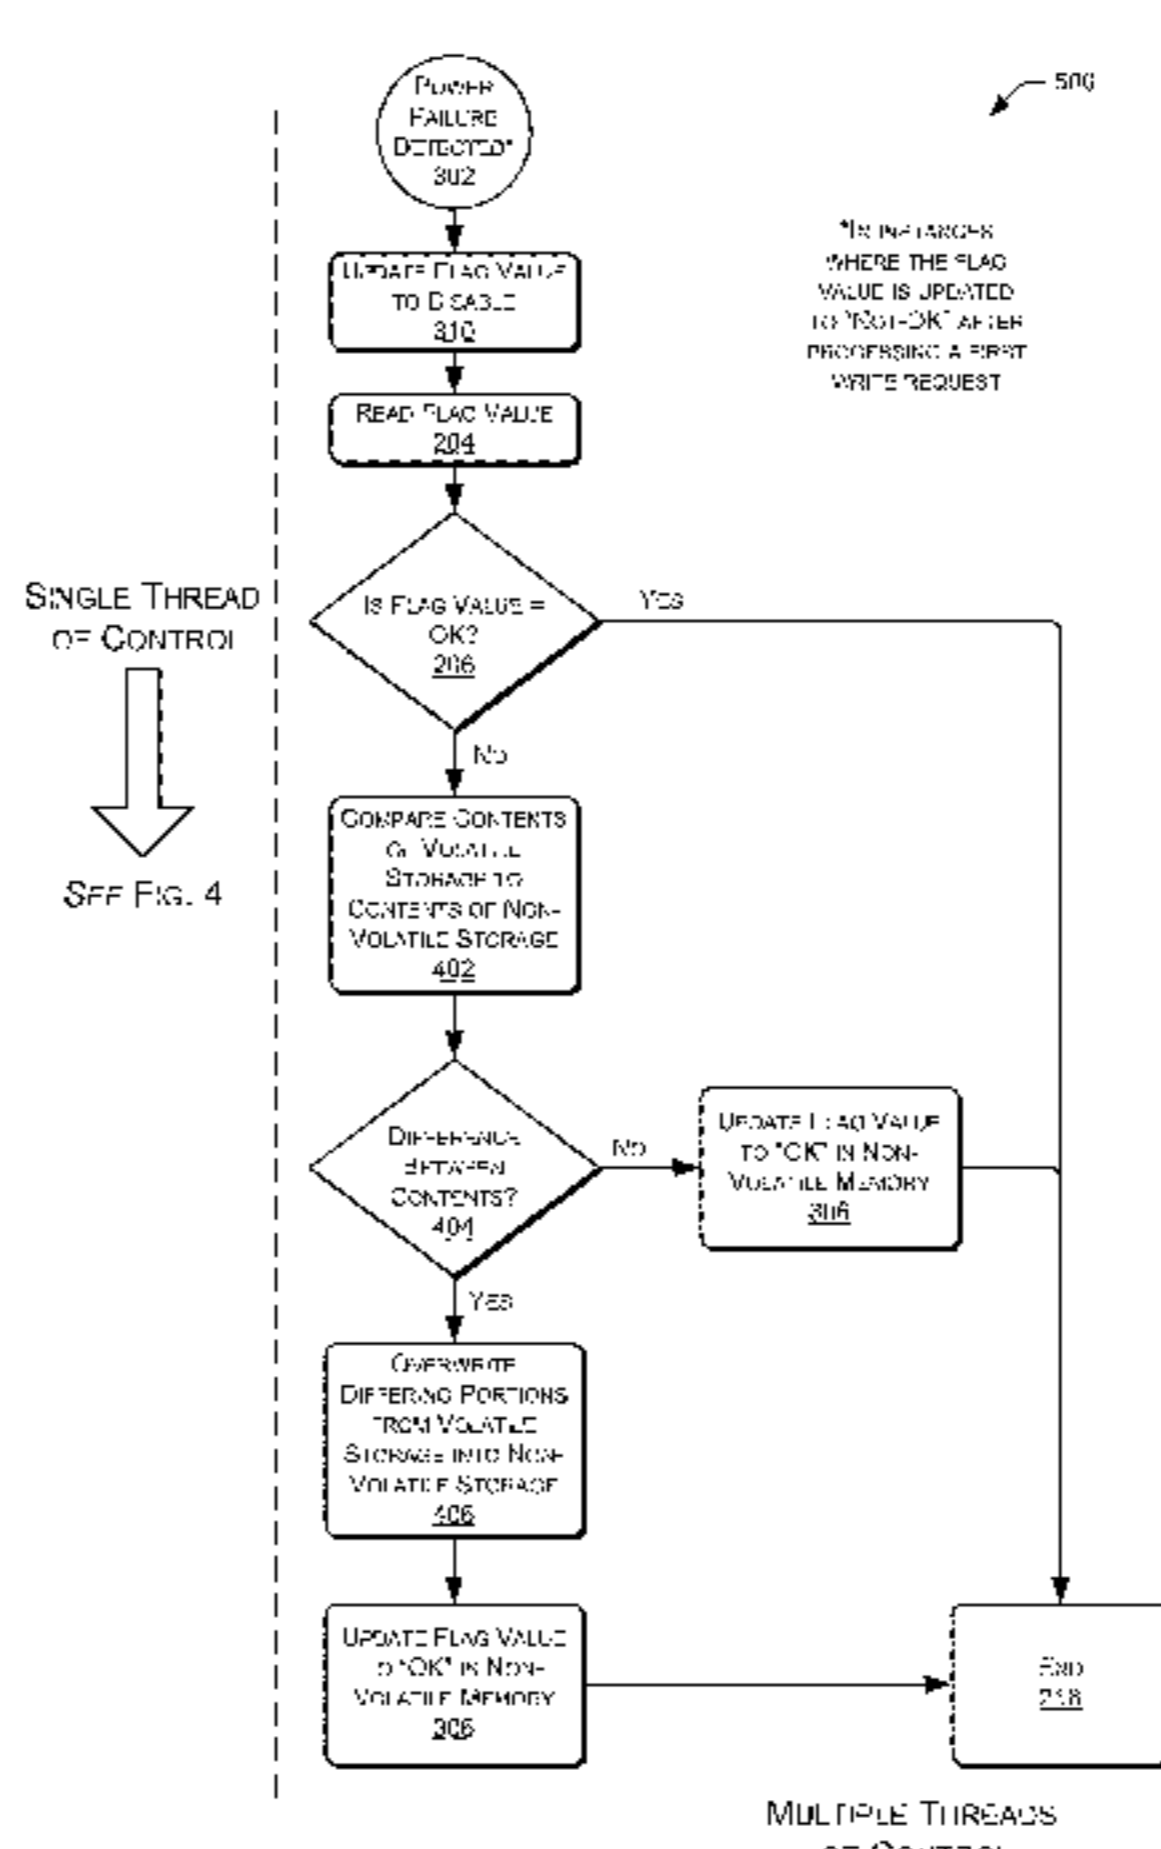 500
POWER
FAILURE
DETECTED*
302
*IN INSTANCES
WHERE THE FLAG
VALUE IS UPDATED
TO "NOT-OK" AFTER
PROCESSING A FIRST
WRITE REQUEST
UPDATE FLAG VALUE
TO DISABLE
310
READ FLAG VALUE
204
SINGLE THREAD
OF CONTROL
SEE FIG. 4
IS FLAG VALUE =
OK?
206
YES
NO
COMPARE CONTENTS
OF VOLATILE
STORAGE TO
CONTENTS OF NON-
VOLATILE STORAGE
402
DIFFERENCE
BETWEEN
CONTENTS?
404
NO
UPDATE FLAG VALUE
TO "OK" IN NON-
VOLATILE MEMORY
306
YES
OVERWRITE
DIFFERING PORTIONS
FROM VOLATILE
STORAGE INTO NON-
VOLATILE STORAGE
406
UPDATE FLAG VALUE
TO "OK" IN NON-
VOLATILE MEMORY
306
END
218
MULTIPLE THREADS
OF CONTROL